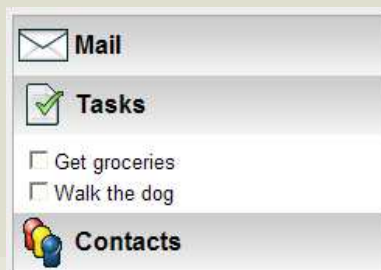 Mail
Tasks
Get groceries
Walk the dog
Contacts